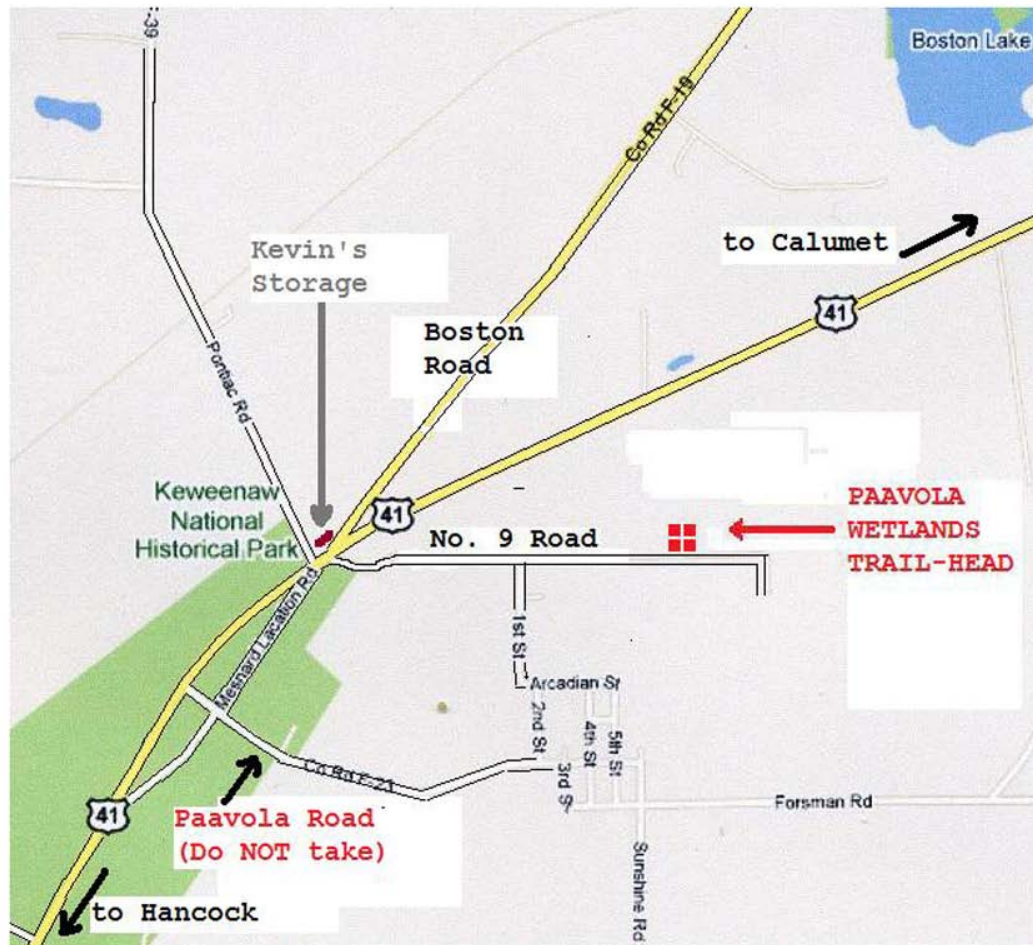 -39
Boston Lake
Co Rd F-19
to Calumet
Kevin's
Storage
41
Boston
Road
Pontiac Rd
Keweenaw
National
Historical Park
41
No. 9 Road
PAAVOLA
WETLANDS
TRAIL-HEAD
Mesnard Location Rd
1st St
Arcadian St
2nd St
4th St
5th St
3rd St
Co Rd F-21
Forsman Rd
41
Paavola Road
(Do NOT take)
Sunshine Rd
to Hancock